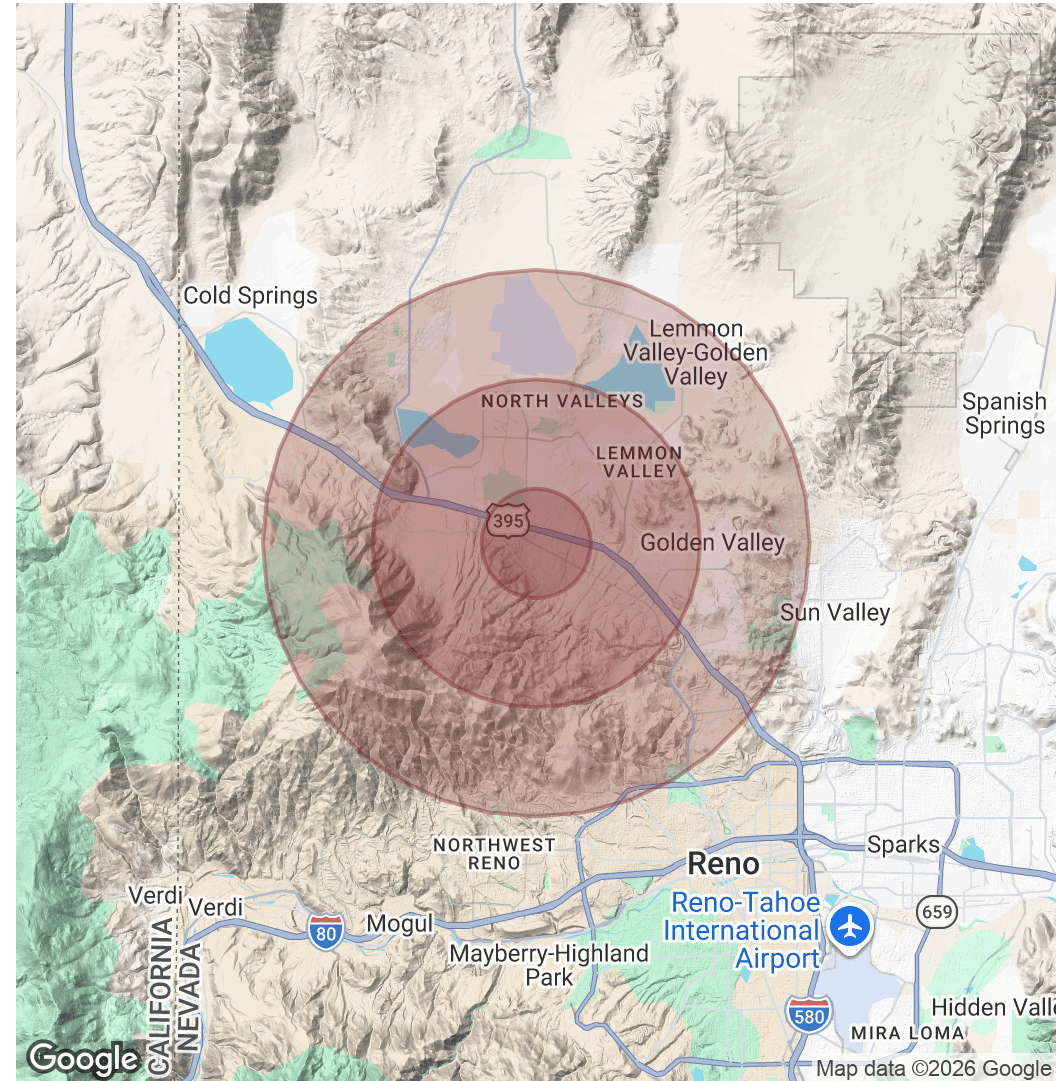 Cold Springs
Lemmon
Valley-Golden
Valley
NORTH VALLEYS
Spanish
Springs
LEMMON
VALLEY
395
Golden Valley
Sun Valley
NORTHWEST
RENO
Reno
Sparks
Verdi
Verdi
80
Mogul
Reno-Tahoe
International
Airport
659
Mayberry-Highland
Park
CALIFORNIA
NEVADA
580
Hidden Valle
MIRA LOMA
Google
Map data ©2026 Google